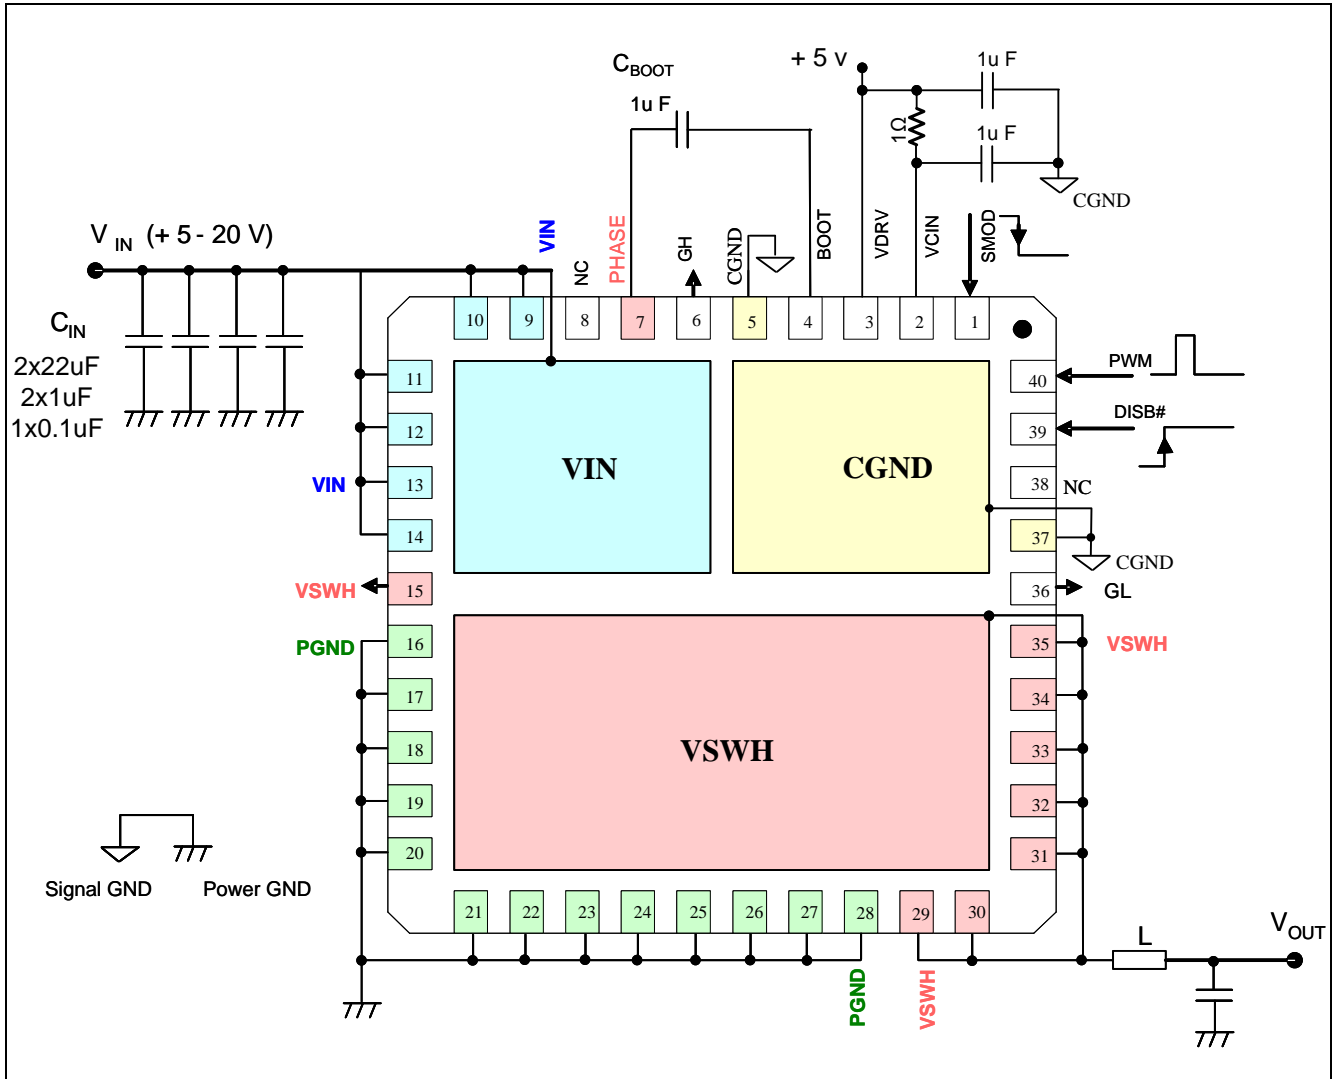 + 5 v
C BOOT
1u F
1u F
1Ω
1u F
CGND
V IN (+ 5 - 20 V)
VIN
NC
PHASE
GH
CGND
BOOT
VDRV
VCIN
SMOD
10
9
8
7
6
5
4
3
2
1
C IN
2x22uF
2x1uF
1x0.1uF
11
12
VIN
13
14
VSWH
15
PGND
16
17
18
19
20
VIN
CGND
VSWH
40
PWM
39
DISB#
38
NC
37
CGND
36
GL
35
VSWH
34
33
32
31
Signal GND
Power GND
21
22
23
24
25
26
27
28
29
30
PGND
VSWH
L
V OUT